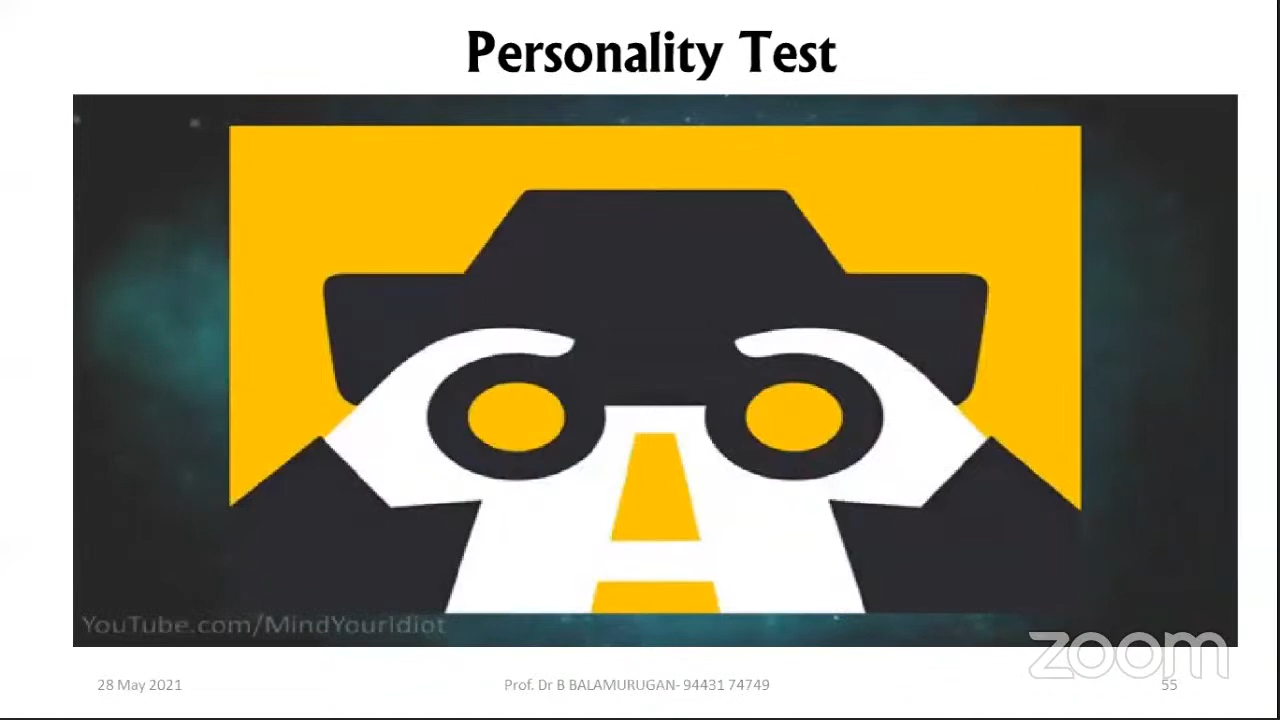 Personality Test
YouTube.com/MindYourIdiot
zoom
28 May 2021
Prof. Dr B BALAMURUGAN- 94431 74749
55